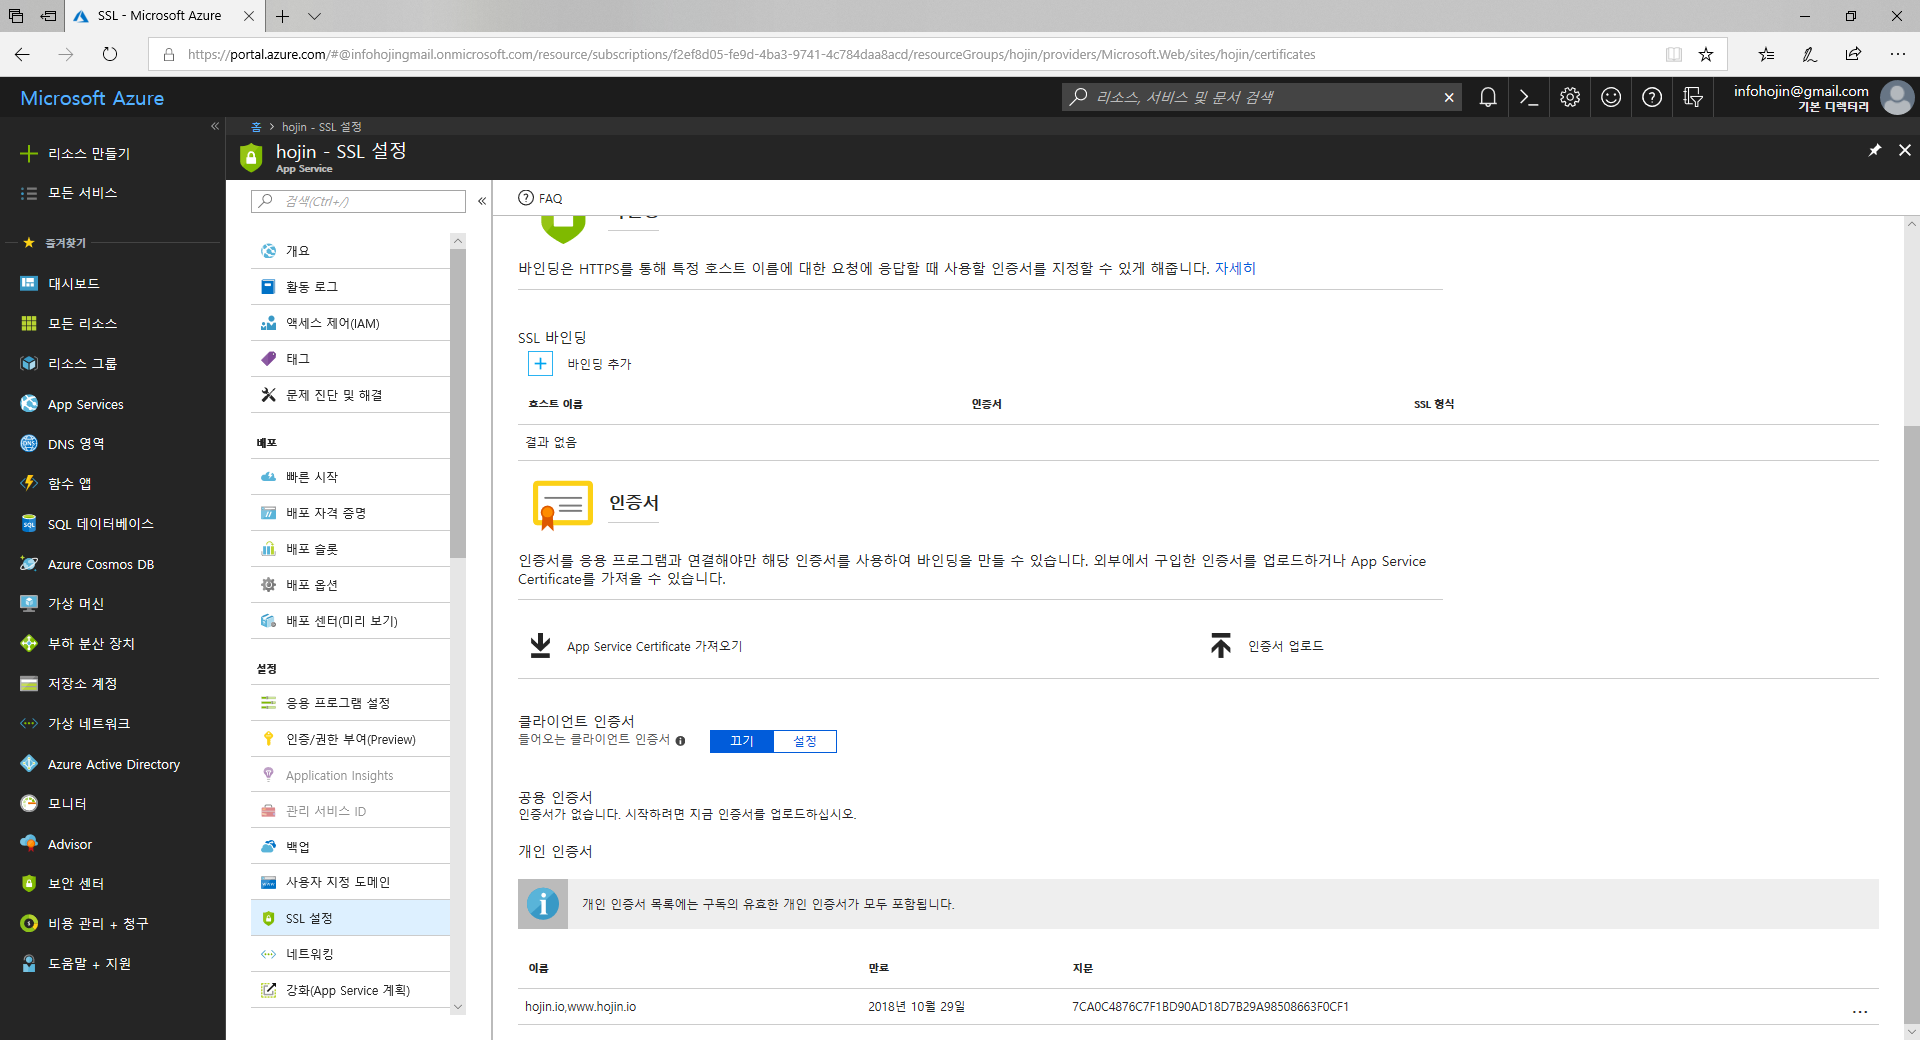 SSL - Microsoft Azure
https://portal.azure.com/#@infohojingmail.onmicrosoft.com/resource/subscriptions/f2ef8d05-fe9d-4ba3-9741-4c784daa8acd/resourceGroups/hojin/providers/Microsoft.Web/sites/hojin/certificates
Microsoft Azure
리소스, 서비스 및 문서 검색
infohojin@gmail.com
기본 디렉터리
홈 > hojin - SSL 설정
hojin - SSL 설정
App Service
리소스 만들기
모든 서비스
즐겨찾기
대시보드
모든 리소스
리소스 그룹
App Services
DNS 영역
함수 앱
SQL 데이터베이스
Azure Cosmos DB
가상 머신
부하 분산 장치
저장소 계정
가상 네트워크
Azure Active Directory
모니터
Advisor
보안 센터
비용 관리 + 청구
도움말 + 지원
검색(Ctrl+/)
개요
활동 로그
액세스 제어(IAM)
태그
문제 진단 및 해결
배포
빠른 시작
배포 자격 증명
배포 슬롯
배포 옵션
배포 센터(미리 보기)
설정
응용 프로그램 설정
인증/권한 부여(Preview)
Application Insights
관리 서비스 ID
백업
사용자 지정 도메인
SSL 설정
네트워킹
강화(App Service 계획)
FAQ
바인딩은 HTTPS를 통해 특정 호스트 이름에 대한 요청에 응답할 때 사용할 인증서를 지정할 수 있게 해줍니다. 자세히
SSL 바인딩
바인딩 추가
호스트 이름 인증서 SSL 형식
결과 없음
인증서
인증서를 응용 프로그램과 연결해야만 해당 인증서를 사용하여 바인딩을 만들 수 있습니다. 외부에서 구입한 인증서를 업로드하거나 App Service
Certificate를 가져올 수 있습니다.
App Service Certificate 가져오기 인증서 업로드
클라이언트 인증서
들어오는 클라이언트 인증서 끄기 설정
공용 인증서
인증서가 없습니다. 시작하려면 지금 인증서를 업로드하십시오.
개인 인증서
개인 인증서 목록에는 구독의 유효한 개인 인증서가 모두 포함됩니다.
이름 만료 지문
hojin.io,www.hojin.io 2018년 10월 29일 7CA0C4876C7F1BD90AD18D7B29A98508663F0CF1